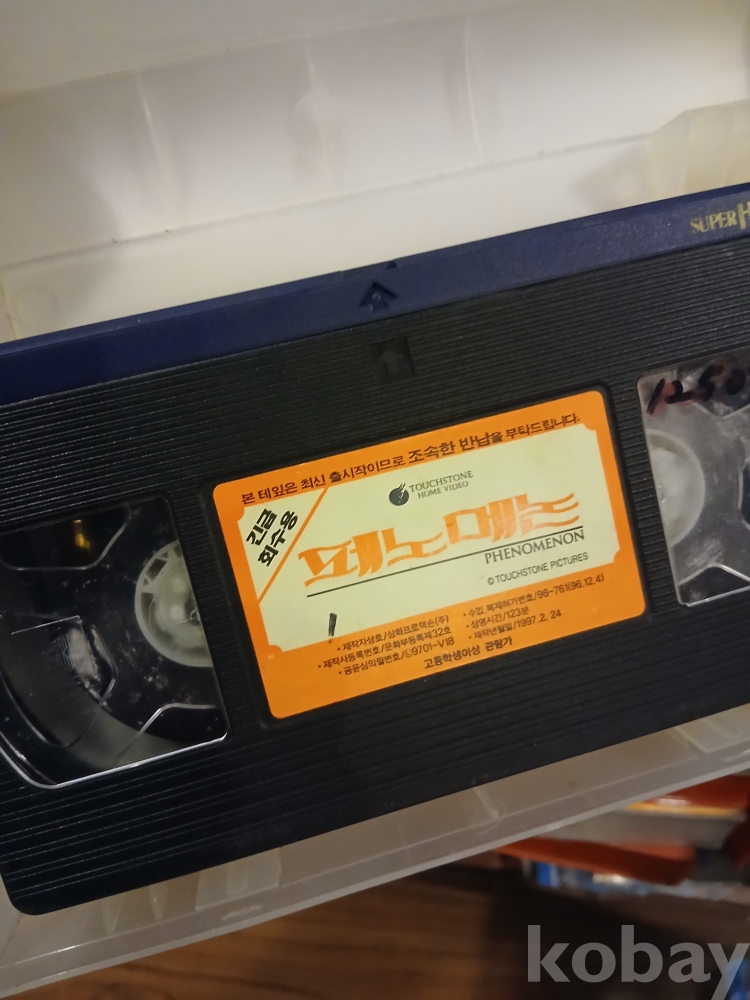 SUPER H
1250
본 테잎은 최신 출시작이므로 조속한 반납을 부탁드립니다.
긴급
회수용
TOUCHSTONE
HOME VIDEO
페노메논
PHENOMENON
© TOUCHSTONE PICTURES
• 제작자상호/상화프로덕숀(주)
• 제작사등록번호/문화부등록제32호
• 공윤심의필번호/ⓒ9701-V18
• 수입, 복제허가번호/96-761(96.12.4)
• 상영시간/123분
• 제작년월일/1997. 2. 24
고등학생이상 관람가
kobay